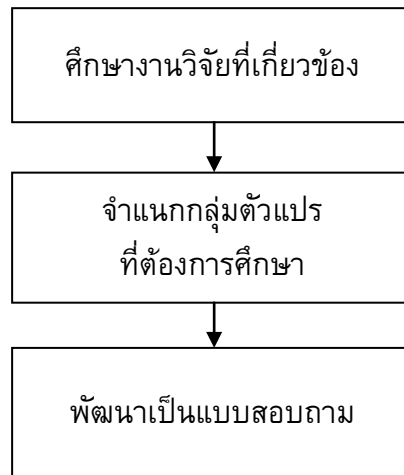 ศึกษางานวิจัยที่เกี่ยวข้อง
จำแนกกลุ่มตัวแปร
ที่ต้องการศึกษา
พัฒนาเป็นแบบสอบถาม